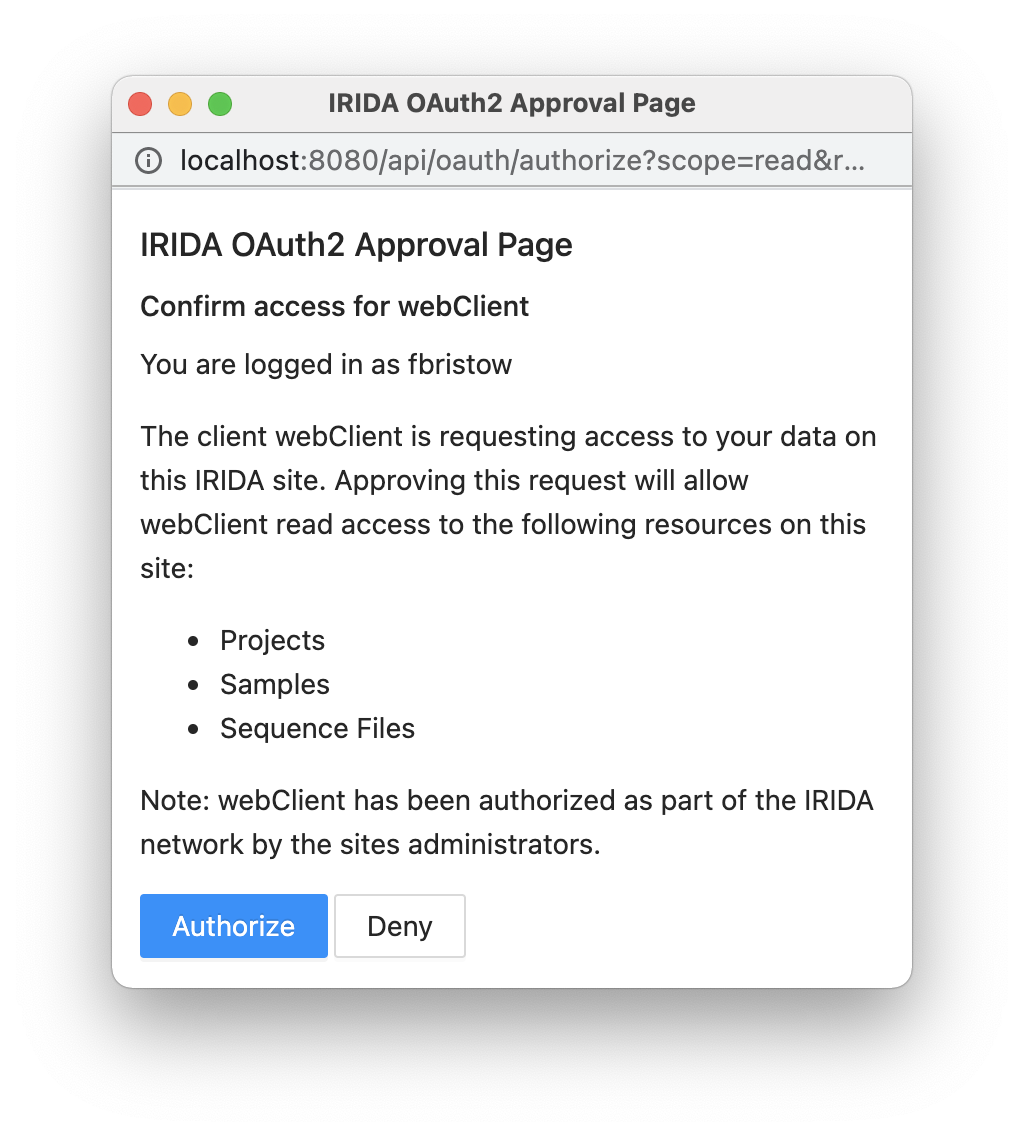 IRIDA OAuth2 Approval Page
localhost:8080/api/oauth/authorize?scope=read&r...
IRIDA OAuth2 Approval Page
Confirm access for webClient
You are logged in as fbristow
The client webClient is requesting access to your data on
this IRIDA site. Approving this request will allow
webClient read access to the following resources on this
site:
• Projects
• Samples
• Sequence Files
Note: webClient has been authorized as part of the IRIDA
network by the sites administrators.
Authorize Deny